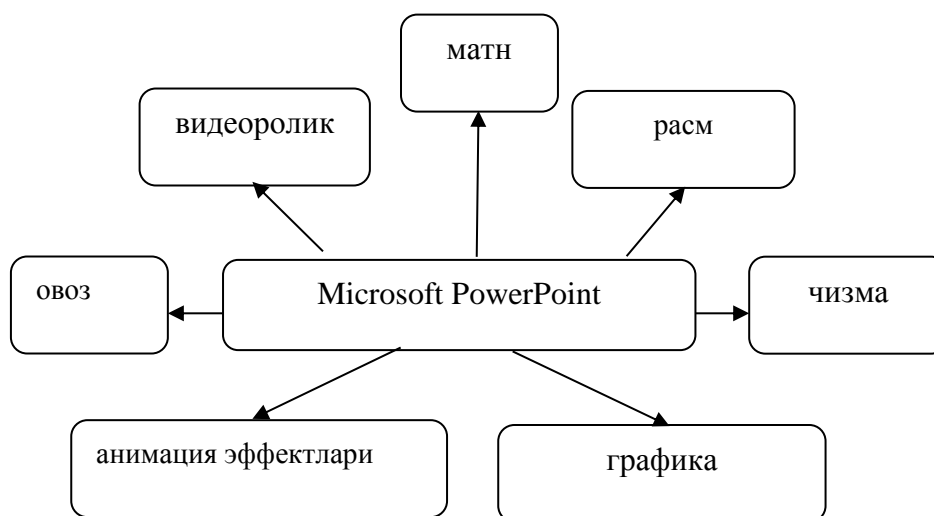 матн
видеоролик
расм
овоз
Microsoft PowerPoint
чизма
анимация эффектлари
графика